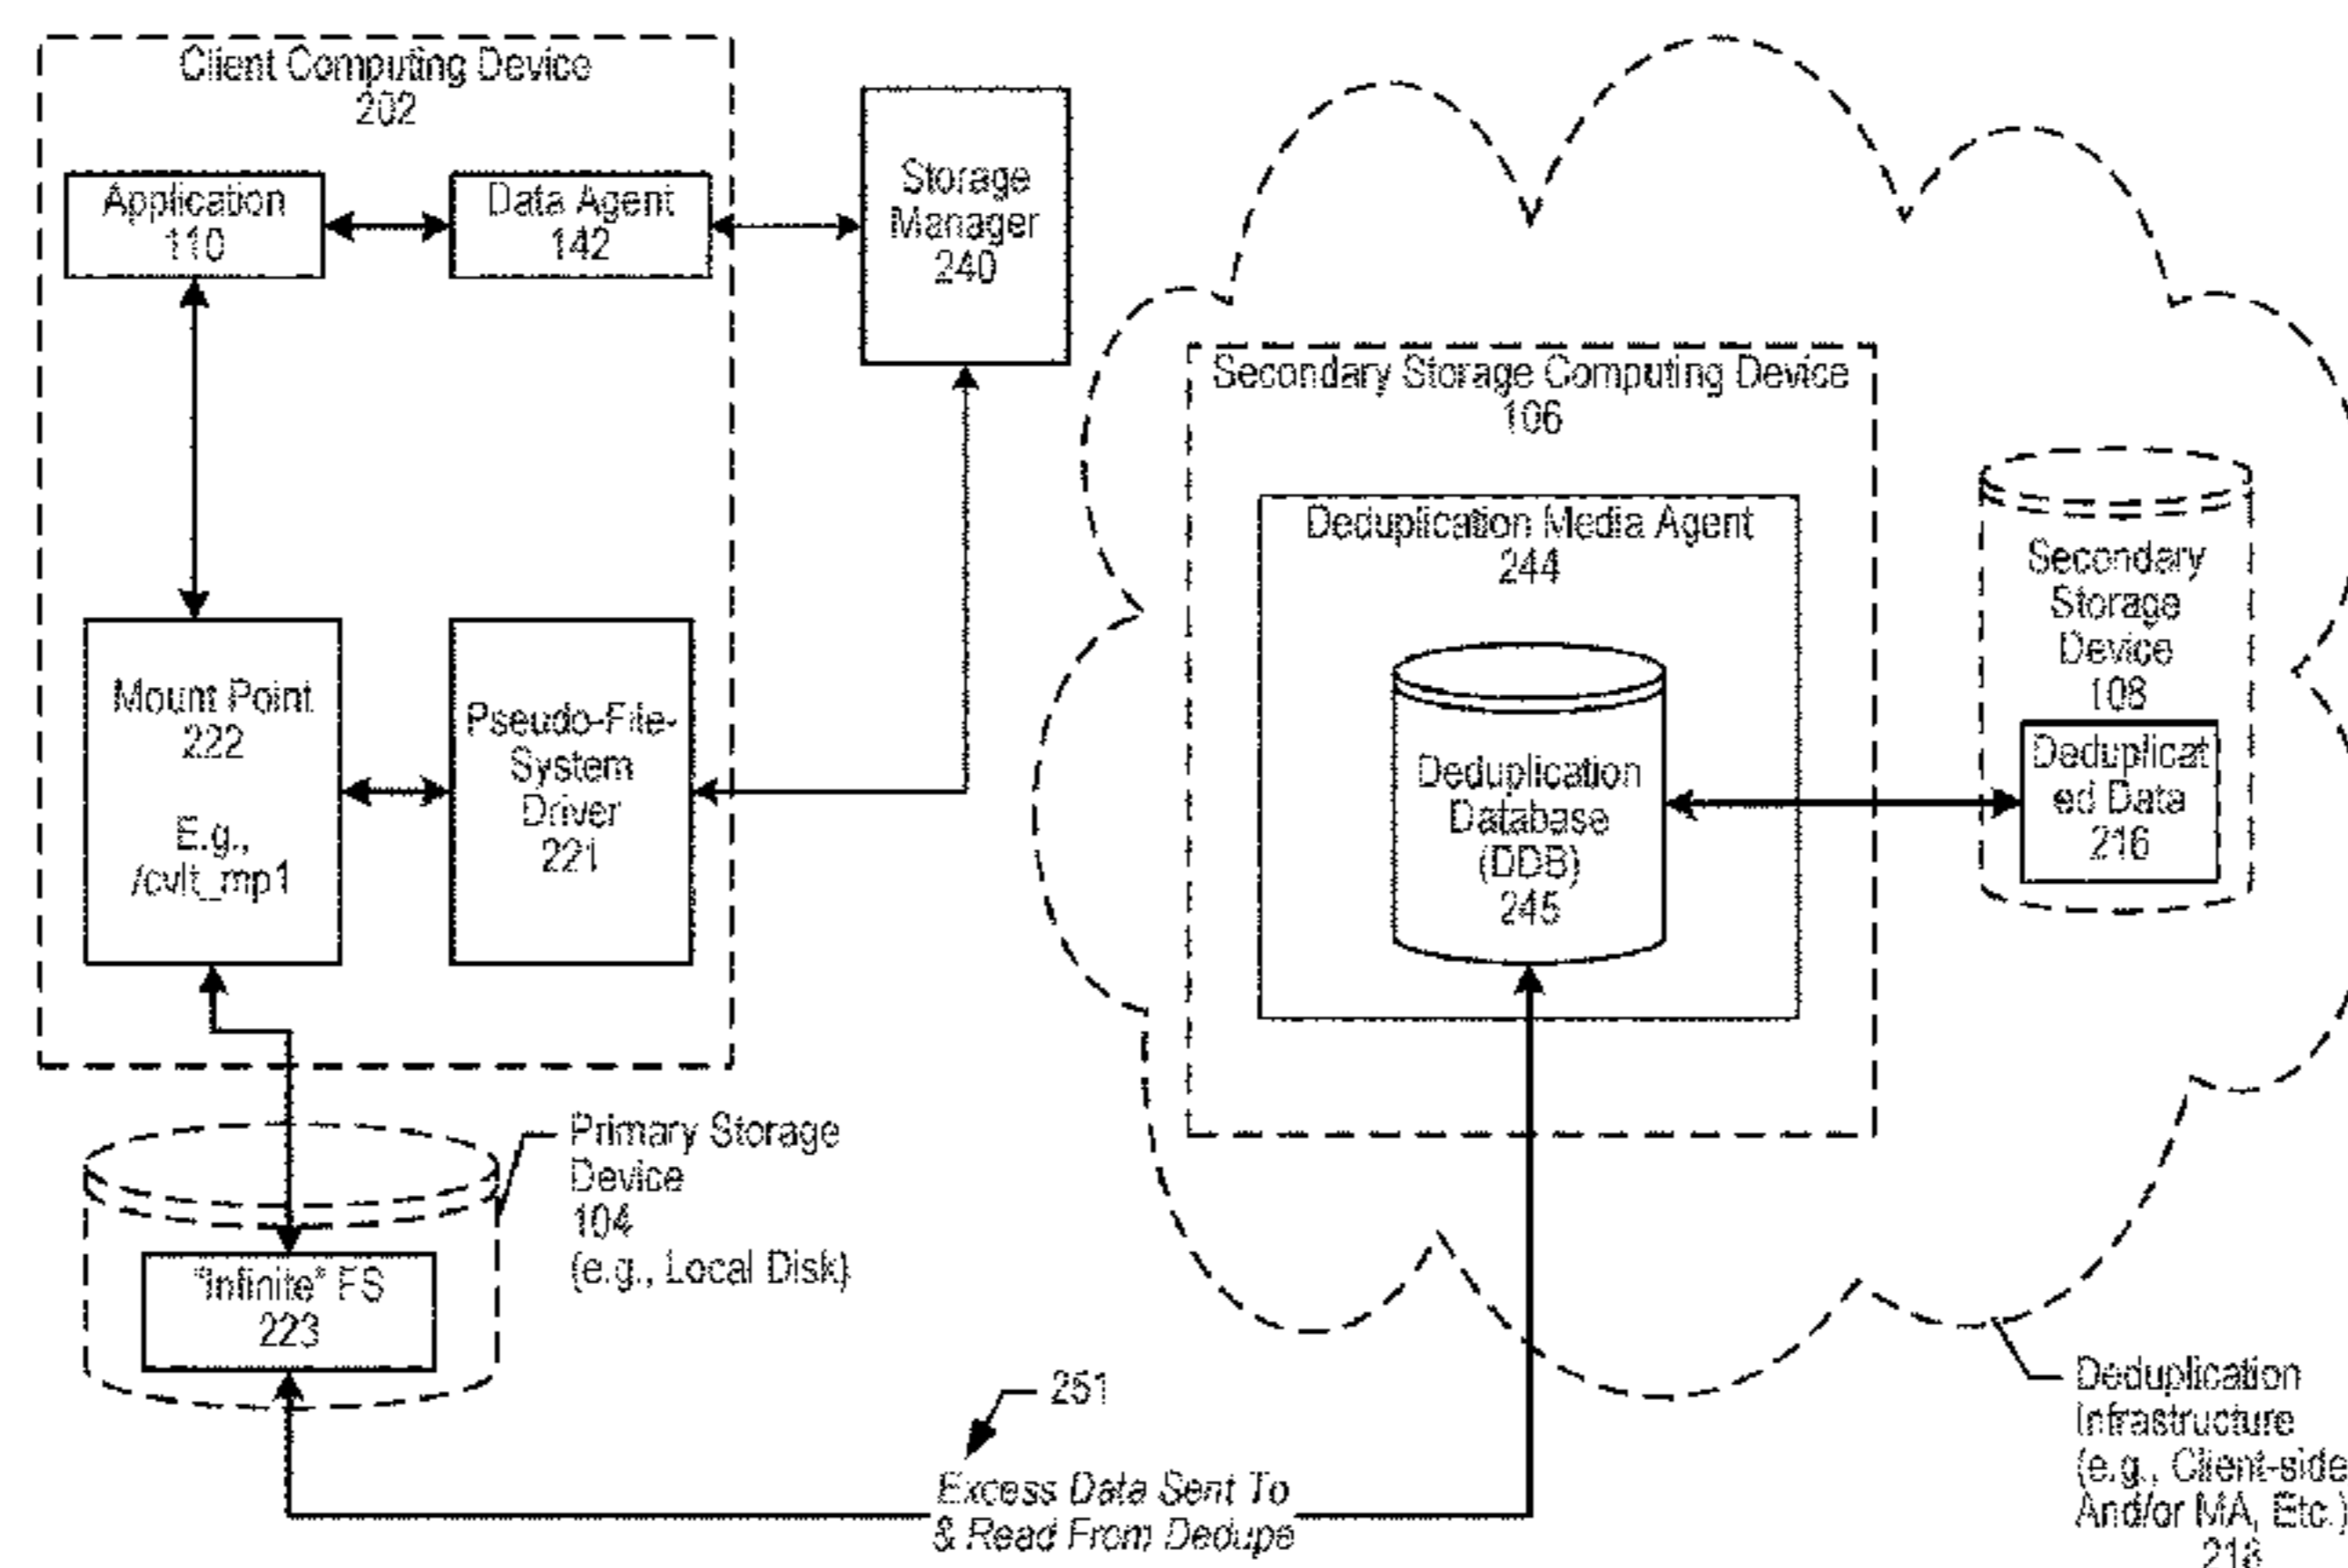 Client Computing Device
202
Application
110
Data Agent
142
Storage
Manager
240
Mount Point
222
E.g.,
/cvlt_mp1
Pseudo-File-
System
Driver
221
Secondary Storage Computing Device
106
Deduplication Media Agent
244
Deduplication
Database
(DDB)
245
Secondary
Storage
Device
108
Deduplicat
ed Data
216
Primary Storage
Device
104
(e.g., Local Disk)
"Infinite" FS
223
251
Excess Data Sent To
& Read From Dedupe
Deduplication
Infrastructure
(e.g., Client-side
And/or MA, Etc.)